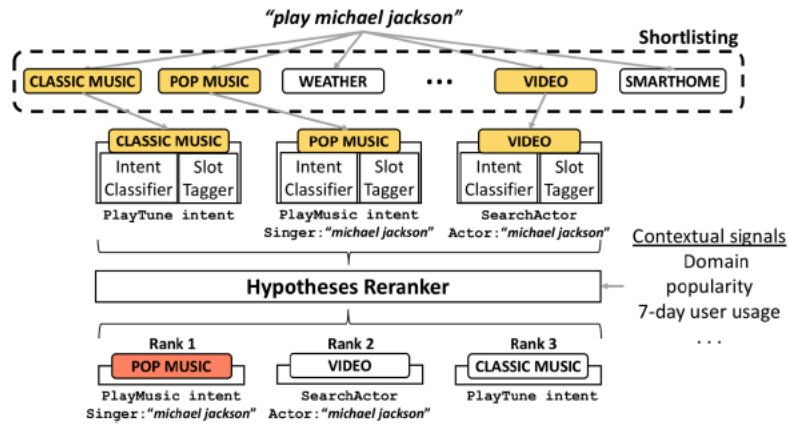 “play michael jackson”
Shortlisting
CLASSIC MUSIC
POP MUSIC
WEATHER
...
VIDEO
SMARTHOME
CLASSIC MUSIC
Intent
Classifier
Slot
Tagger
PlayTune intent
POP MUSIC
Intent
Classifier
Slot
Tagger
PlayMusic intent
Singer:“michael jackson”
VIDEO
Intent
Classifier
Slot
Tagger
SearchActor
Actor:“michael jackson”
Contextual signals
Domain
popularity
7-day user usage
. . .
Hypotheses Reranker
Rank 1
POP MUSIC
PlayMusic intent
Singer:“michael jackson”
Rank 2
VIDEO
SearchActor
Actor:“michael jackson”
Rank 3
CLASSIC MUSIC
PlayTune intent